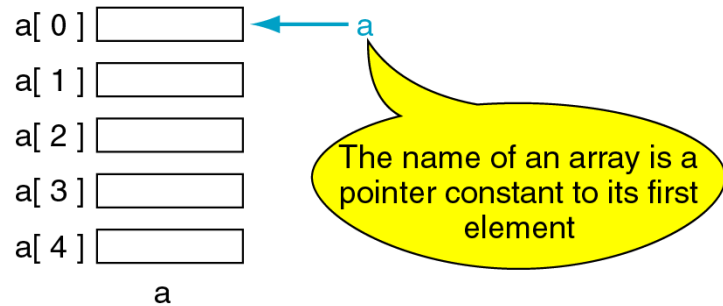 a[ 0 ]
a
a[ 1 ]
a[ 2 ]
a[ 3 ]
a[ 4 ]
The name of an array is a
pointer constant to its first
element
a